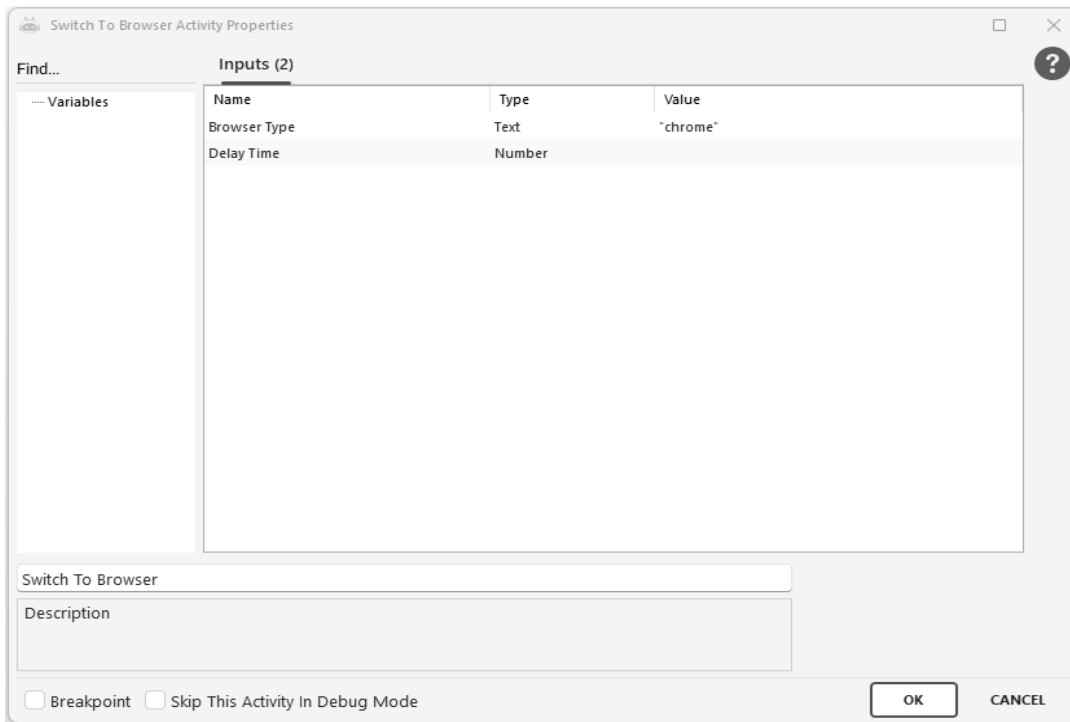 Switch To Browser Activity Properties
Find...
Inputs (2)
?
Variables
Name Type Value
Browser Type Text "chrome"
Delay Time Number
Switch To Browser
Description
Breakpoint Skip This Activity In Debug Mode OK CANCEL